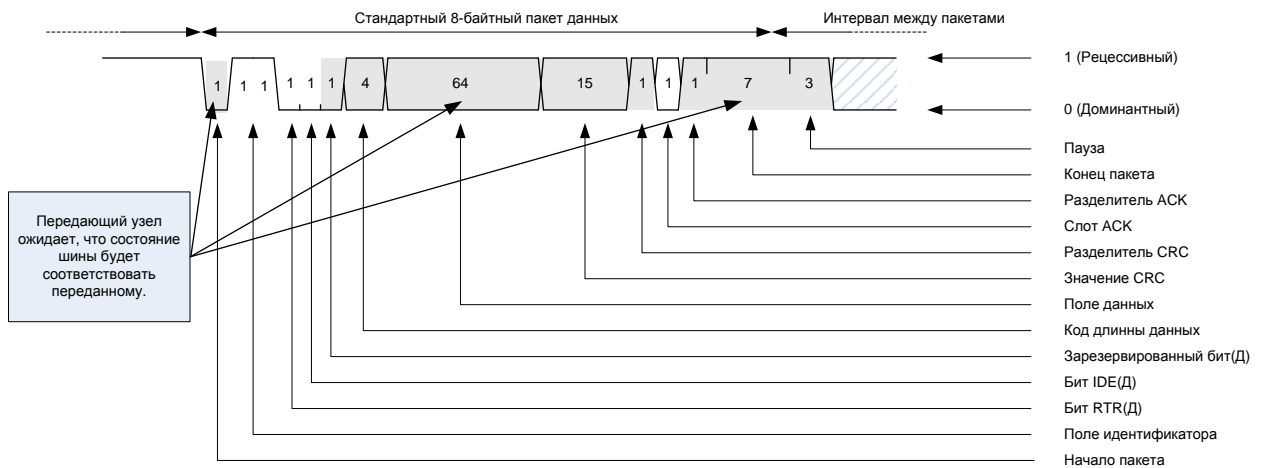 Стандартный 8-байтный пакет данных
Интервал между пакетами
1 1 1 1 1 1 4 64 15 1 1 1 7 3
1 (Рецессивный)
0 (Доминантный)
Пауза
Конец пакета
Разделитель ACK
Слот ACK
Разделитель CRC
Значение CRC
Поле данных
Код длинны данных
Зарезервированный бит(Д)
Бит IDE(Д)
Бит RTR(Д)
Поле идентификатора
Начало пакета
Передающий узел
ожидает, что состояние
шины будет
соответствовать
переданному.